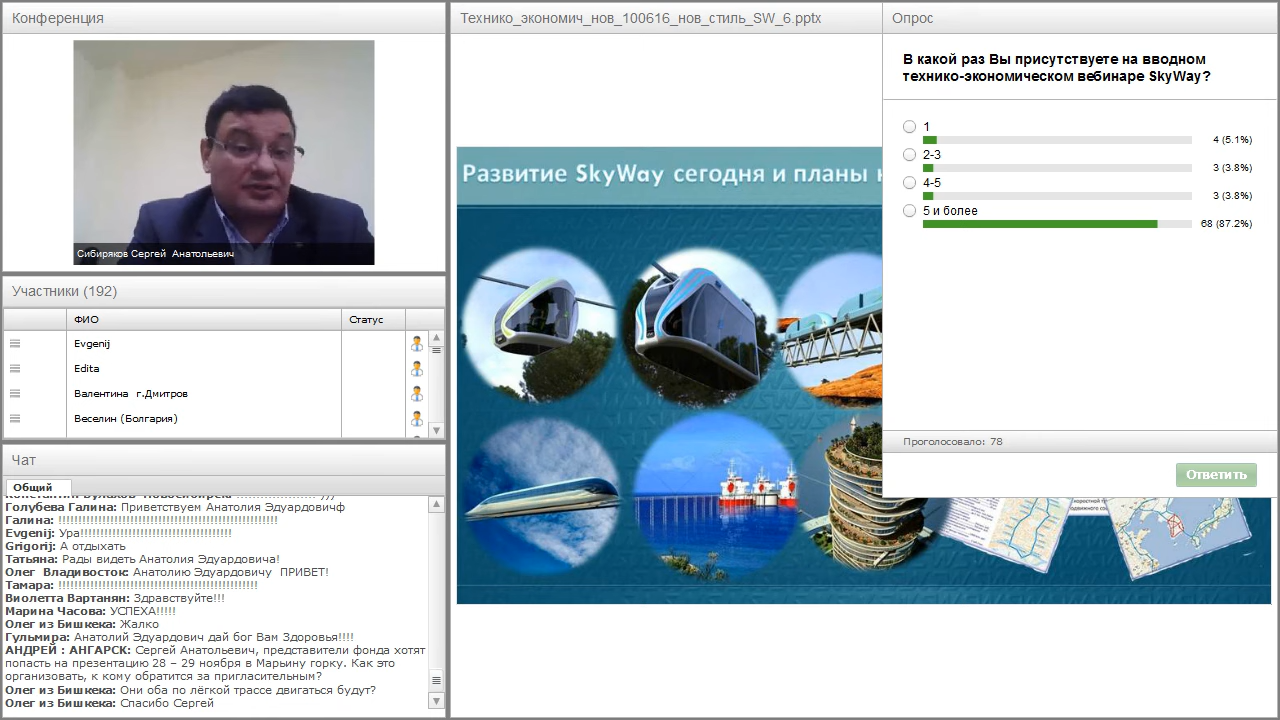 Конференция
Сибиряков Сергей Анатольевич
Участники (192)
ФИО
Статус
Evgenij
Edita
Валентина г.Дмитров
Веселин (Болгария)
Чат
Общий
Голубева Галина: Приветствуем Анатолия Эдуардовичф
Галина: !!!!!!!!!!!!!!!!!!!!!!!!!!!!!!!!!!!!!!!!!!!!!!!!!!!!!!!
Evgenij: Ура!!!!!!!!!!!!!!!!!!!!!!!!!!!!!!!!!!!!!!
Grigorij: А отдыхать
Татьяна: Рады видеть Анатолия Эдуардовича!
Олег Владивосток: Анатолию Эдуардовичу ПРИВЕТ!
Тамара: !!!!!!!!!!!!!!!!!!!!!!!!!!!!!!!!!!!!!!!!!!!!!!!!!!
Виолетта Вартанян: Здравствуйте!!!
Марина Часова: УСПЕХА!!!!!
Олег из Бишкека: Жалко
Гульмира: Анатолий Эдуардович дай бог Вам Здоровья!!!!
АНДРЕЙ : АНГАРСК: Сергей Анатольевич, представители фонда хотят
попасть на презентацию 28 – 29 ноября в Марьину горку. Как это
организовать, к кому обратится за пригласительным?
Олег из Бишкека: Они оба по лёгкой трассе двигаться будут?
Олег из Бишкека: Спасибо Сергей
Технико_экономич_нов_100616_нов_стиль_SW_6.pptx
Развитие SkyWay сегодня и планы
Опрос
В какой раз Вы присутствуете на вводном
технико-экономическом вебинаре SkyWay?
1
4 (5.1%)
2-3
3 (3.8%)
4-5
3 (3.8%)
5 и более
68 (87.2%)
Проголосовало: 78
Ответить